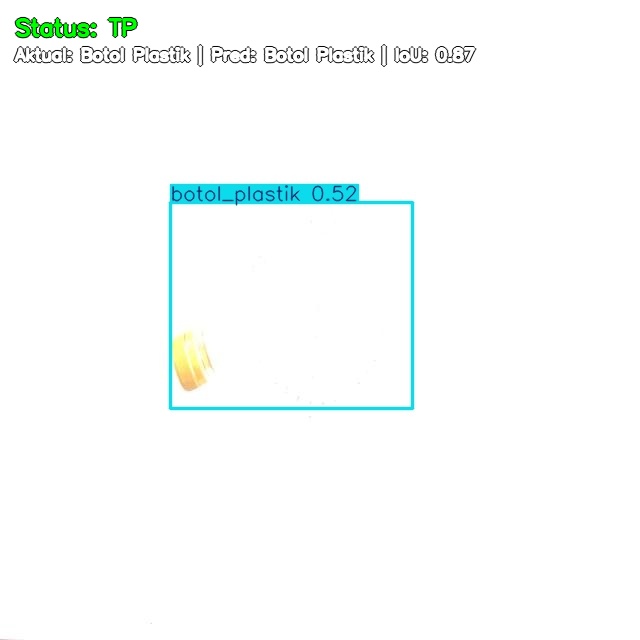 Status: TP
Aktual: Botol Plastik | Pred: Botol Plastik | IoU: 0.87
botol_plastik 0.52